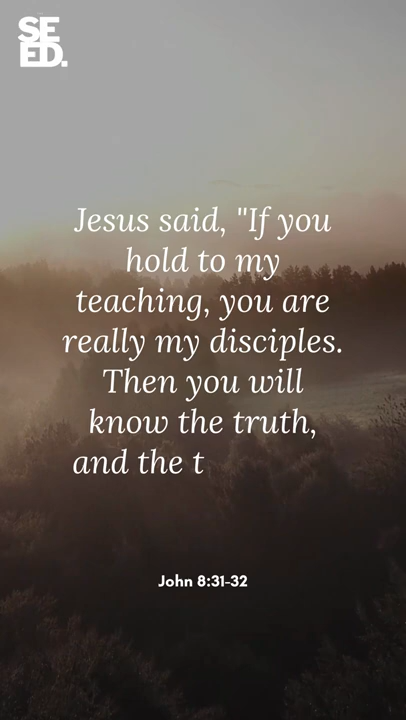 SE
ED.
Jesus said, "If you
hold to my
teaching, you are
really my disciples.
Then you will
know the truth,
and the t
John 8:31-32